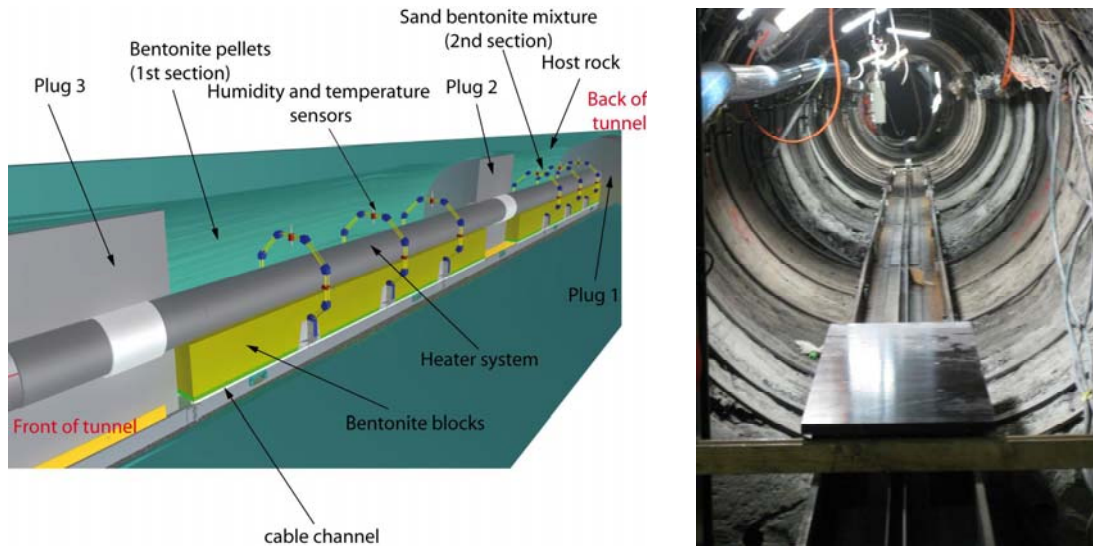 Sand bentonite mixture
(2nd section)
Bentonite pellets
(1st section)
Host rock
Plug 3
Humidity and temperature
sensors
Plug 2
Back of
tunnel
Plug 1
Heater system
Front of tunnel
Bentonite blocks
cable channel